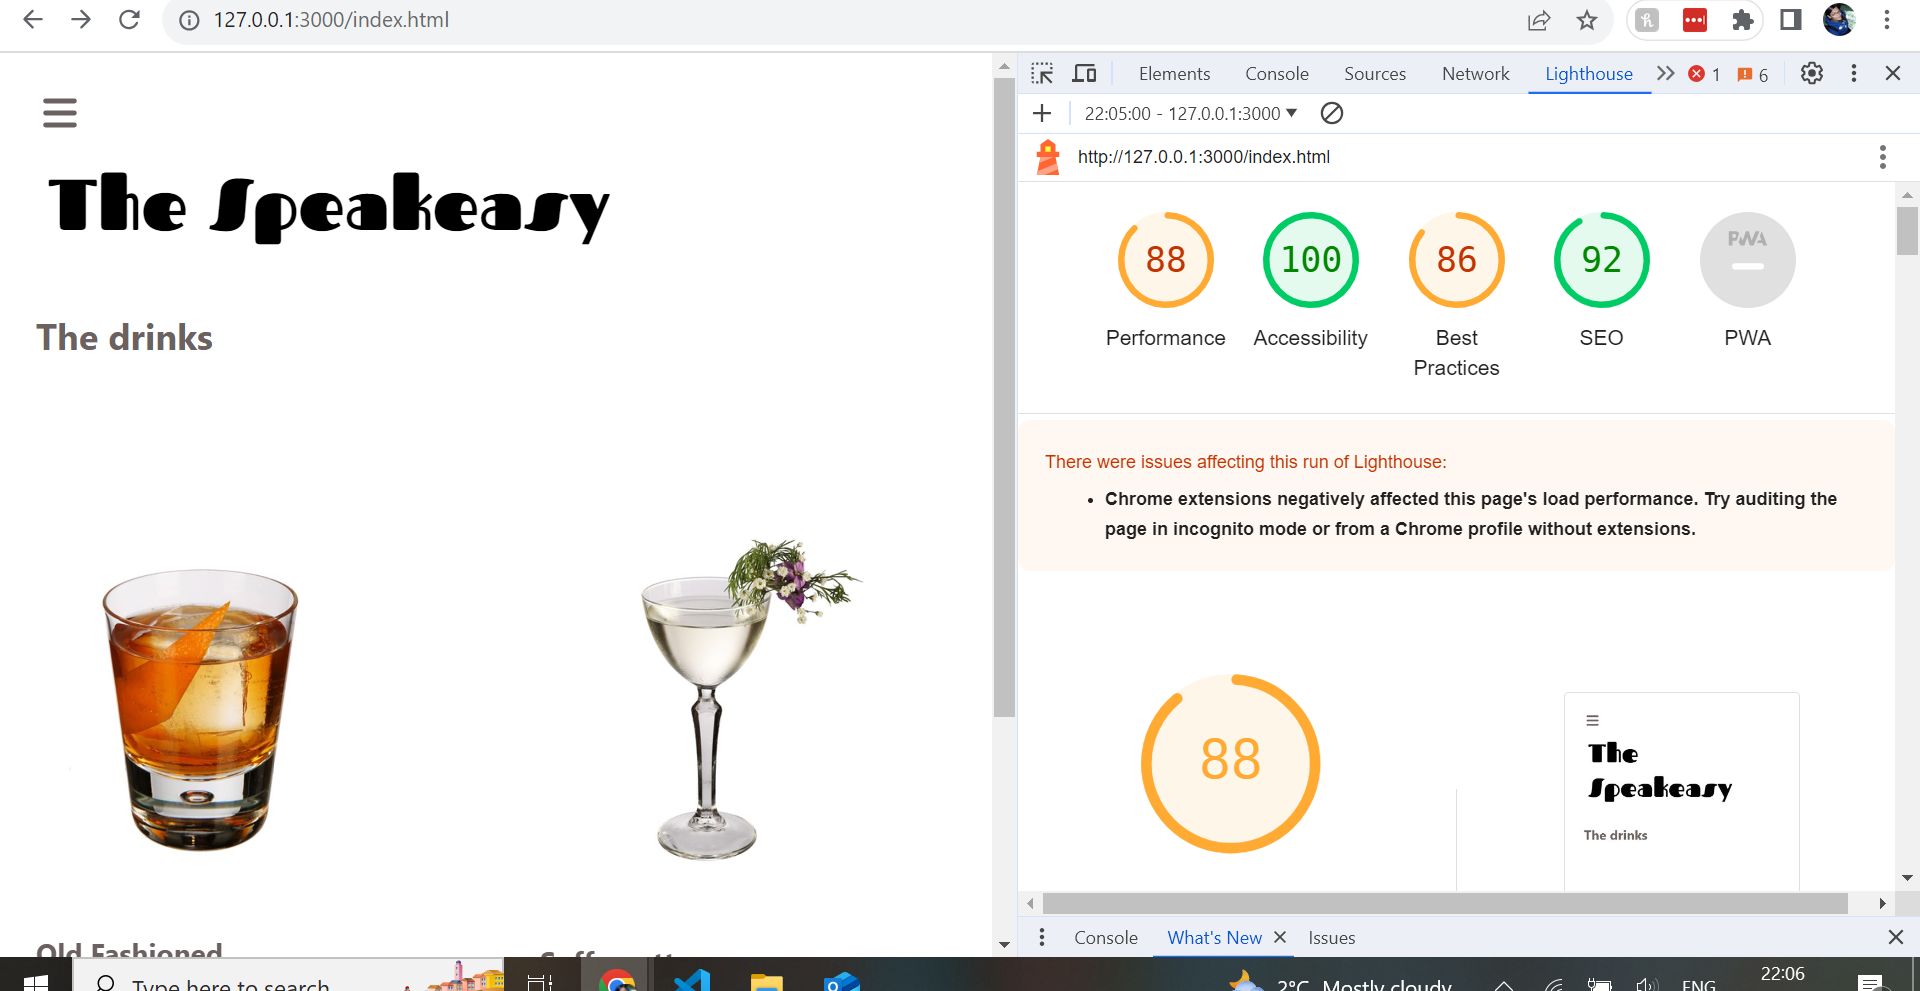 127.0.0.1:3000/index.html
The Speakeasy
The drinks
Old Fashioned
Elements Console Sources Network Lighthouse 1 6
22:05:00 - 127.0.0.1:3000
http://127.0.0.1:3000/index.html
88 100 86 92 PWA
Performance Accessibility Best Practices SEO PWA
There were issues affecting this run of Lighthouse:
Chrome extensions negatively affected this page's load performance. Try auditing the
page in incognito mode or from a Chrome profile without extensions.
88
The
Speakeasy
The drinks
Console What's New Issues
Type here to search
2°C Mostly cloudy ENG 22:06